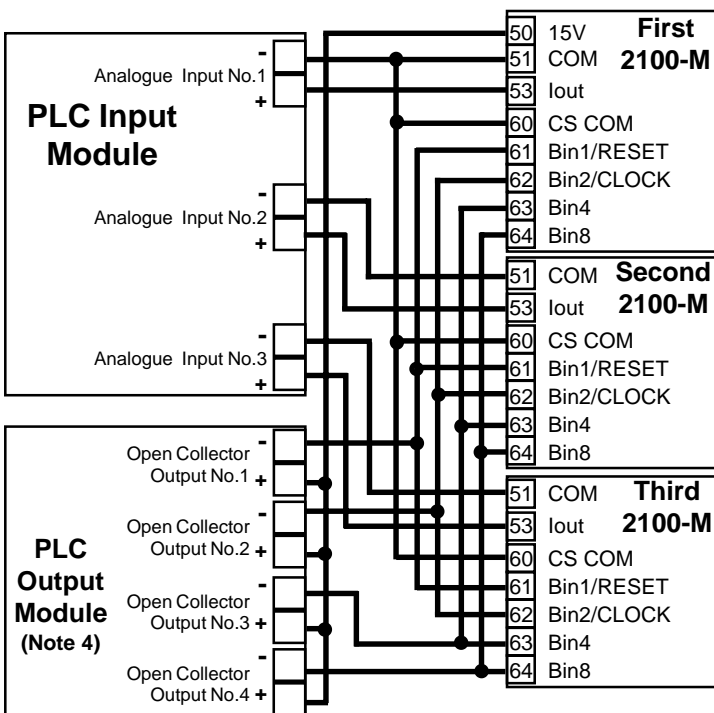 PLC Input
Module
-
Analogue Input No.1
+
-
Analogue Input No.2
+
-
Analogue Input No.3
+
PLC
Output
Module
(Note 4)
-
Open Collector
Output No.1 +
-
Open Collector
Output No.2 +
-
Open Collector
Output No.3 +
-
Open Collector
Output No.4 +
First
2100-M
50 15V
51 COM
53 Iout
60 CS COM
61 Bin1/RESET
62 Bin2/CLOCK
63 Bin4
64 Bin8
Second
2100-M
51 COM
53 Iout
60 CS COM
61 Bin1/RESET
62 Bin2/CLOCK
63 Bin4
64 Bin8
Third
2100-M
51 COM
53 Iout
60 CS COM
61 Bin1/RESET
62 Bin2/CLOCK
63 Bin4
64 Bin8